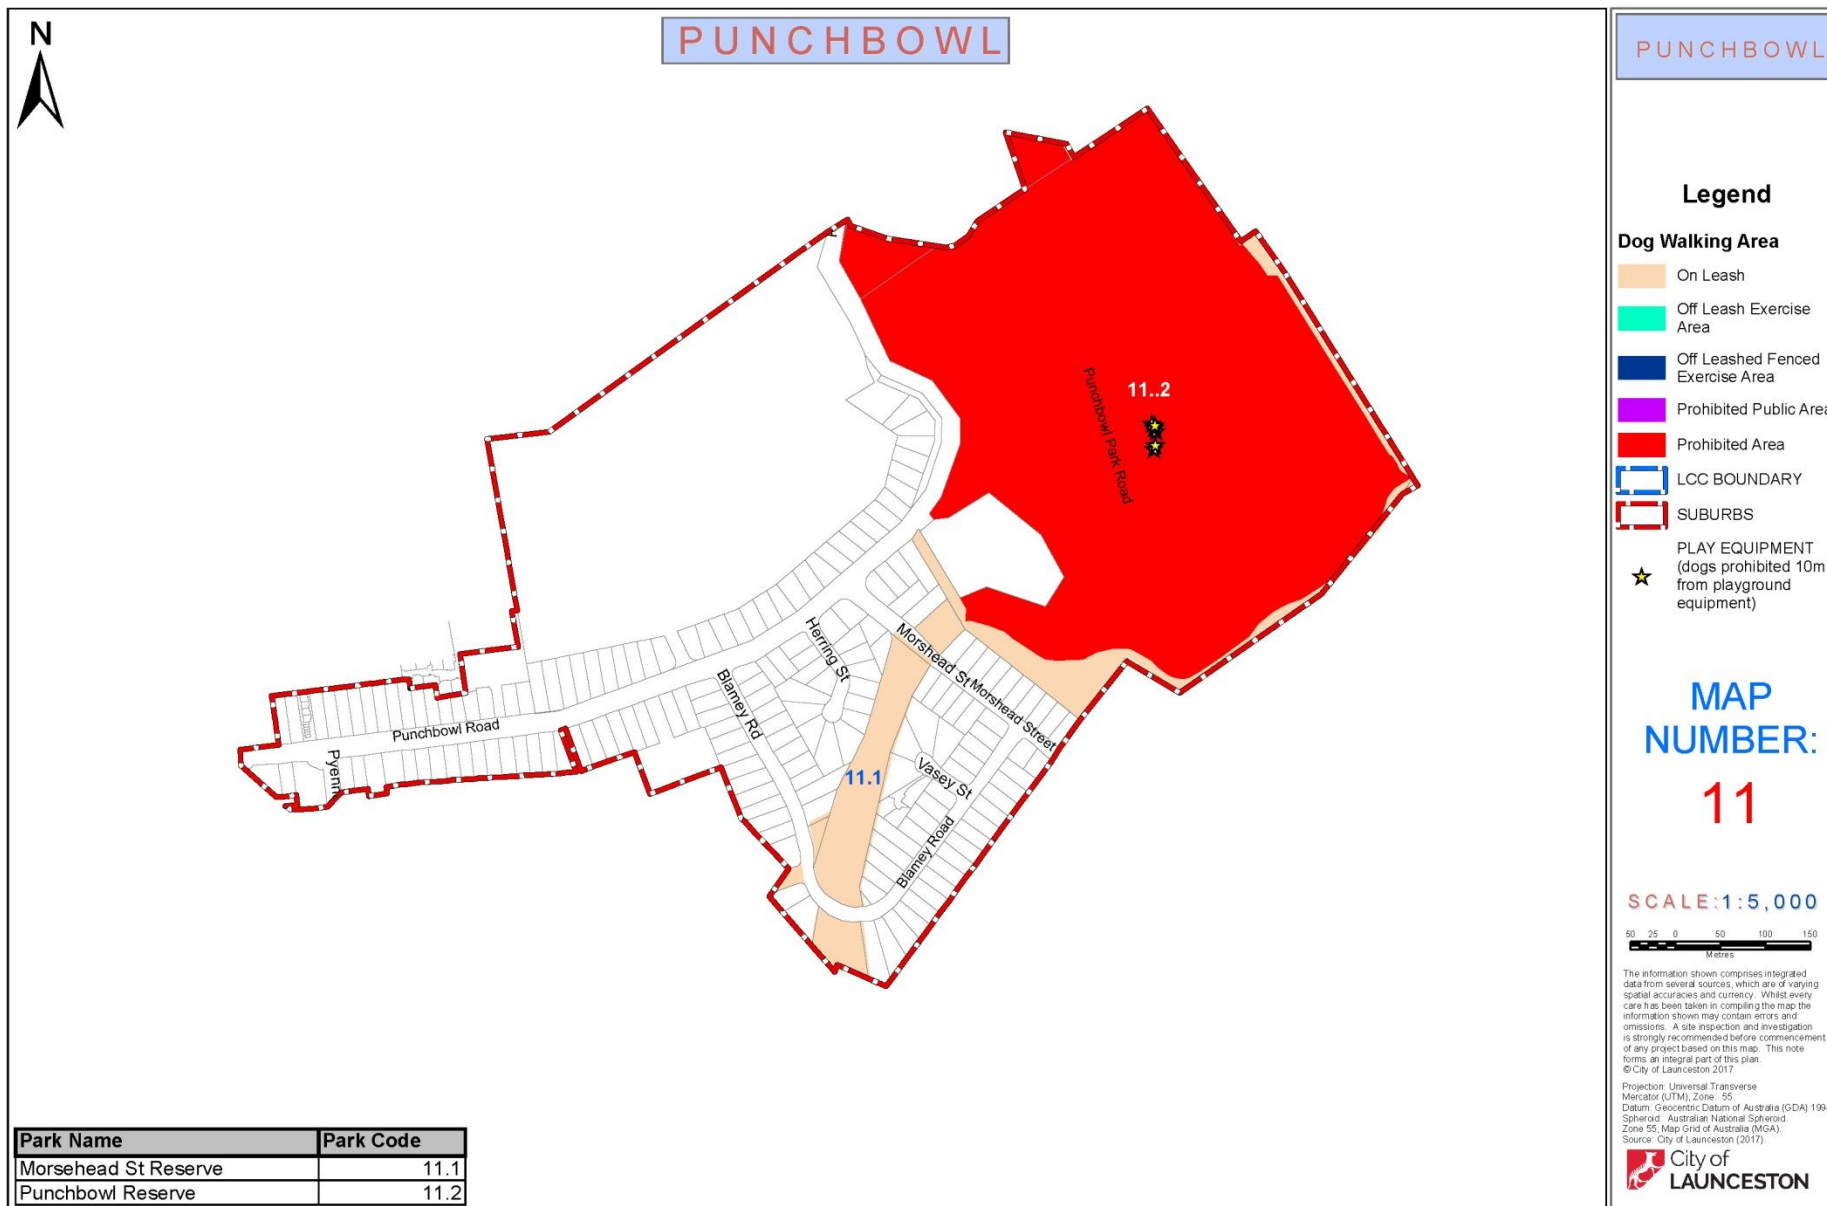 N
PUNCHBOWL
11..2
Punchbowl Park Road
Herring St
Morshead St
Morshead Street
Blamey Rd
Punchbowl Road
11.1
Vasey St
Blamey Road
Park Name Park Code
Morsehead St Reserve 11.1
Punchbowl Reserve 11.2
PUNCHBOWL
Legend
Dog Walking Area
On Leash
Off Leash Exercise
Area
Off Leashed Fenced
Exercise Area
Prohibited Public Area
Prohibited Area
LCC BOUNDARY
SUBURBS
PLAY EQUIPMENT
(dogs prohibited 10m
from playground
equipment)
MAP
NUMBER:
11
SCALE:1:5,000
50 25 0 50 100 150
Metres
The information shown comprises integrated
data from several sources, which are of varying
spatial accuracies and currency. Whilst every
care has been taken in compiling the map the
information shown may contain errors and
omissions. A site inspection and investigation
is strongly recommended before commencement
of any project based on this map. This note
forms an integral part of this plan.
© City of Launceston 2017
Projection: Universal Transverse
Mercator (UTM), Zone: 55.
Datum: Geocentric Datum of Australia (GDA)
Spheroid: Australian National Spheroid.
Zone 55, Map Grid of Australia (MGA).
Source: City of Launceston (2017).
City of
LAUNCESTON